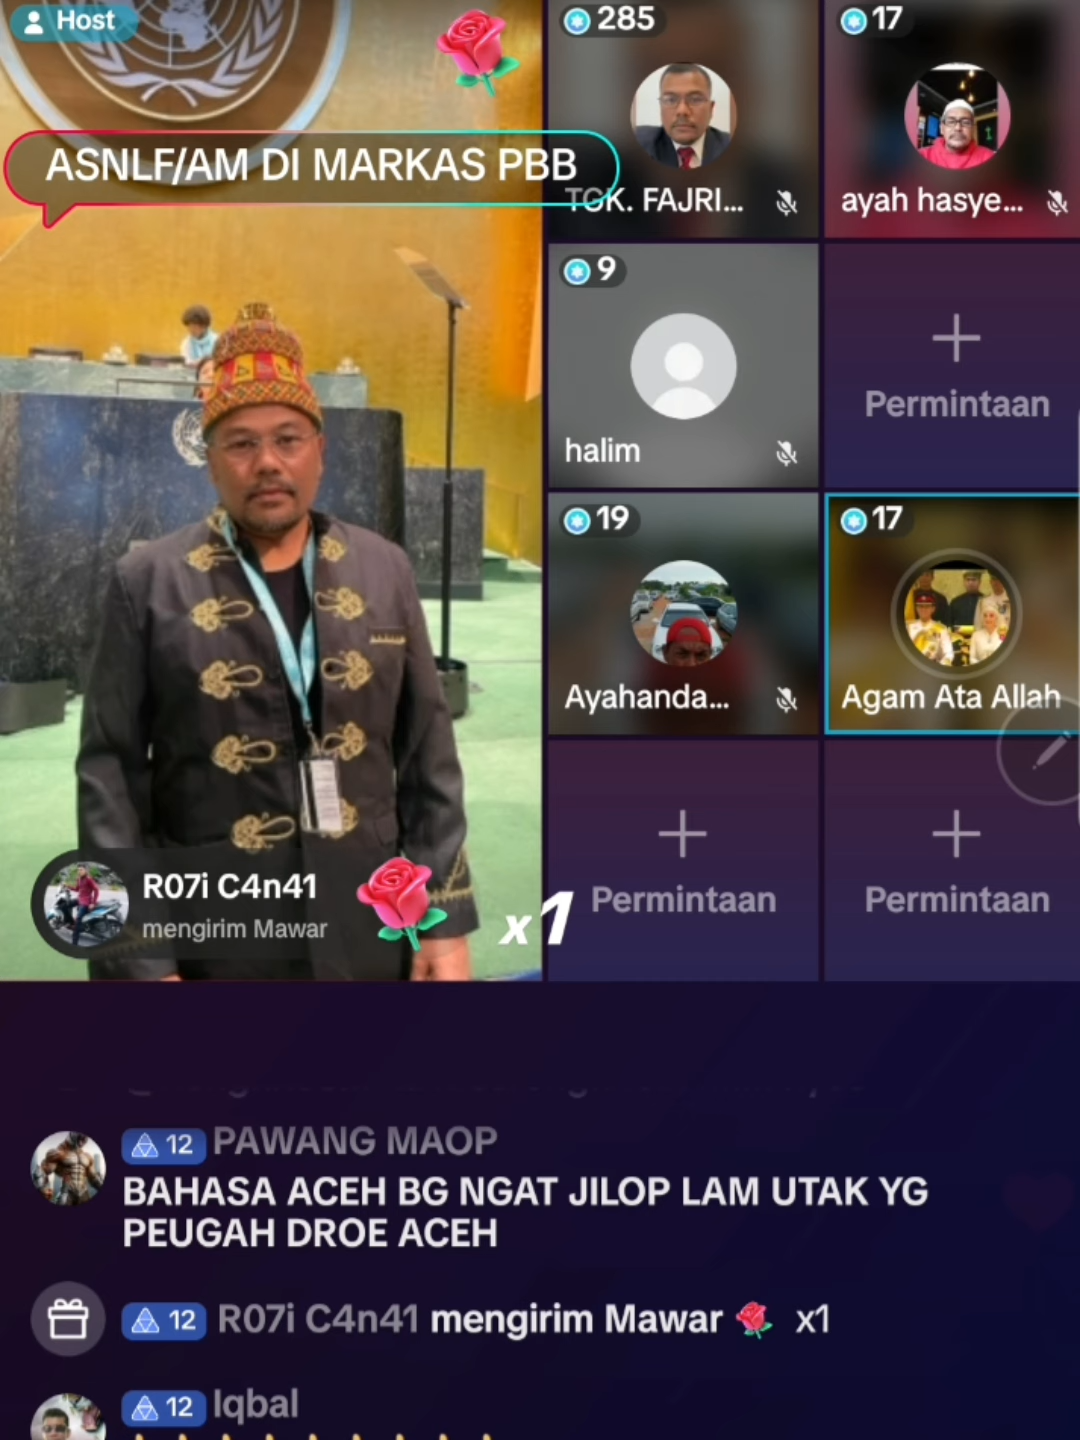 Host
285
17
ASNLF/AM DI MARKAS PBB
TGK. FAJRI...
ayah hasye...
9
Permintaan
halim
19
17
Ayahanda...
Agam Ata Allah
R07i C4n41
mengirim Mawar
x1
Permintaan
Permintaan
12 PAWANG MAOP
BAHASA ACEH BG NGAT JILOP LAM UTAK YG
PEUGAH DROE ACEH
12 R07i C4n41 mengirim Mawar 🌹 x1
12 Iqbal